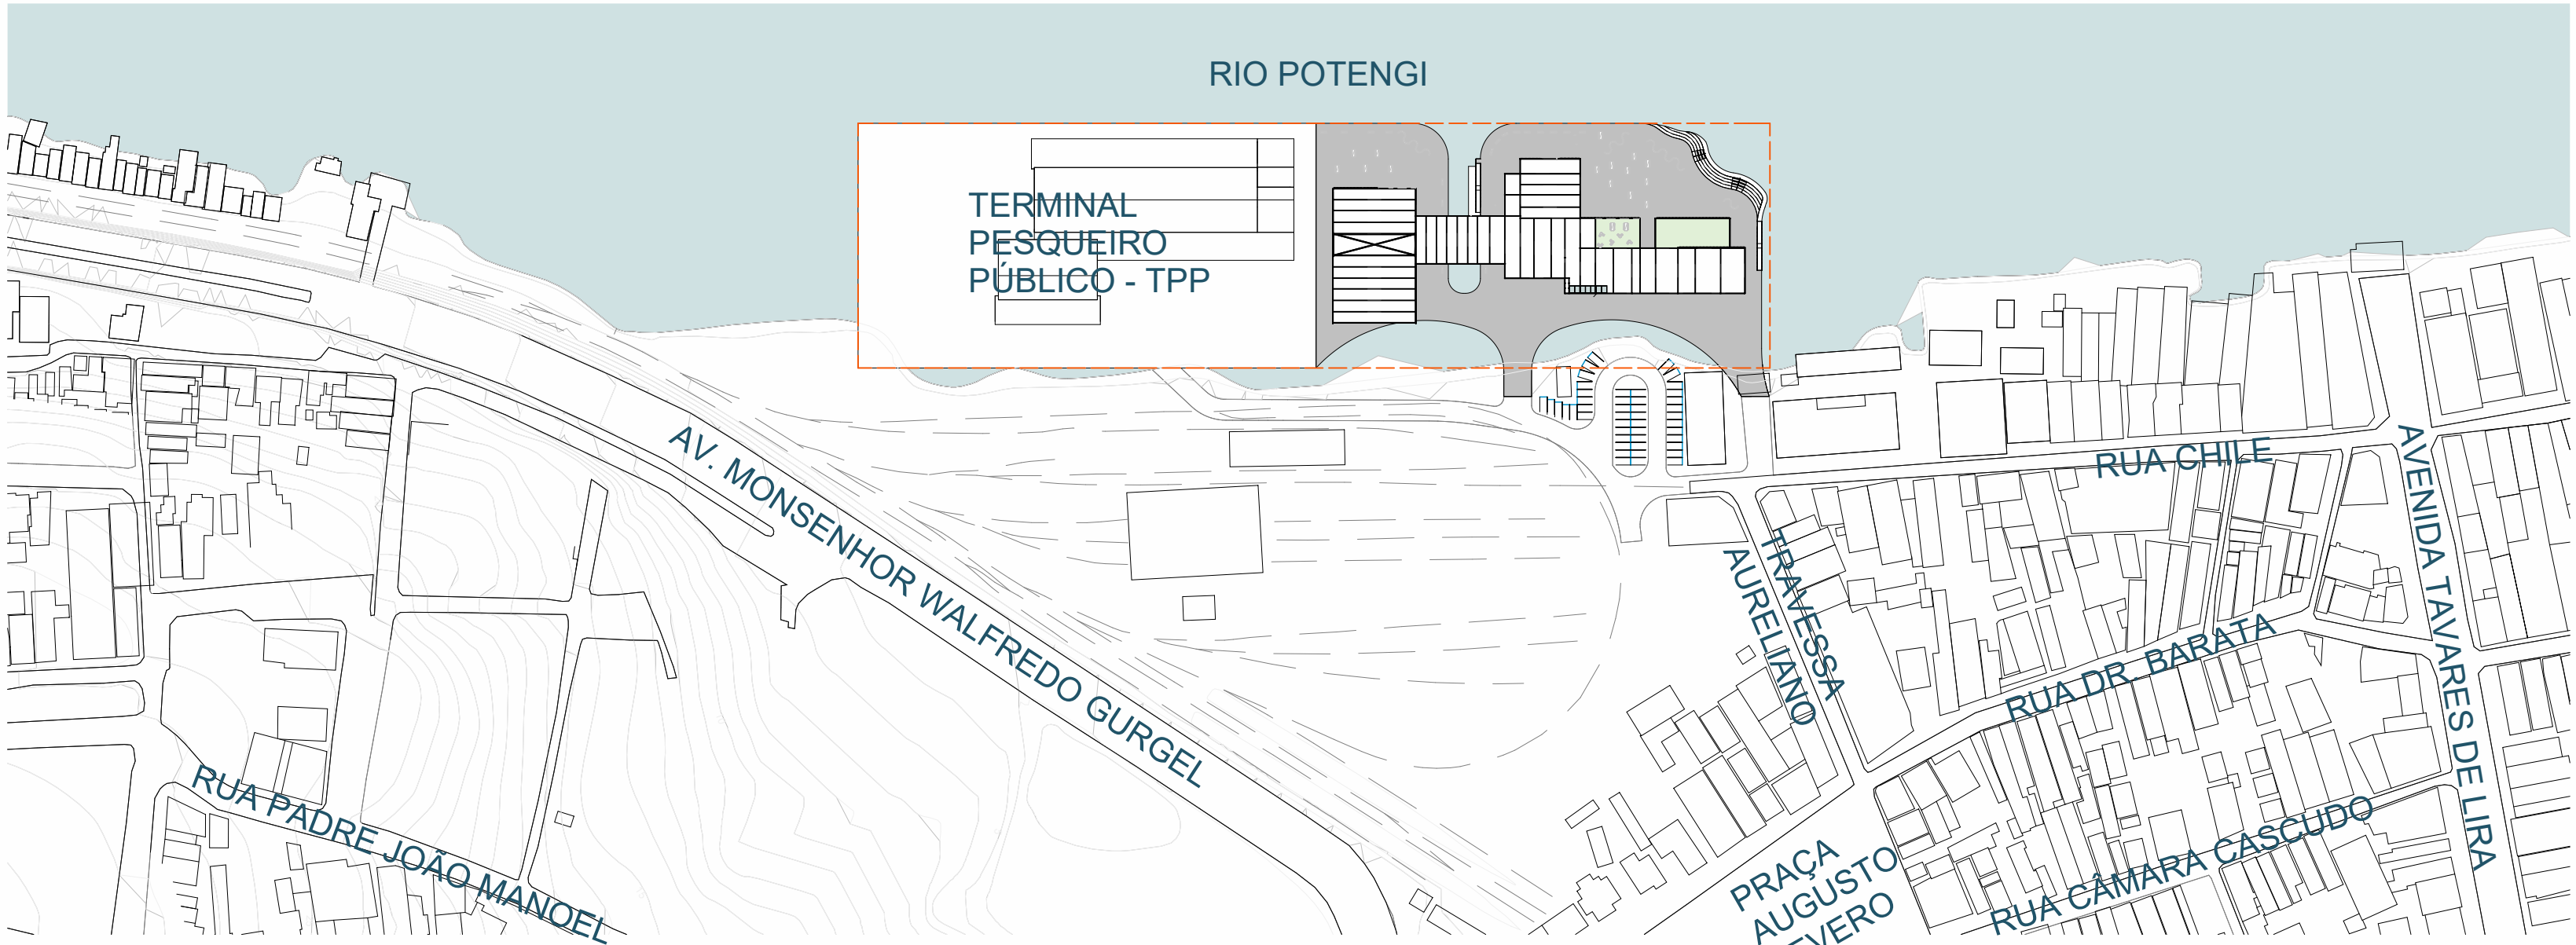 RIO POTENGI
TERMINAL
PESQUEIRO
PÚBLICO - TPP
AV. MONSENHOR WALFREDO GURGEL
RUA CHILE
AVENIDA TAVARES DE LIRA
TRAVESSA
AURELIANO
RUA DR. BARATA
RUA PADRE JOÃO MANOEL
PRAÇA
AUGUSTO
EVERO
RUA CÂMARA CASCUDO